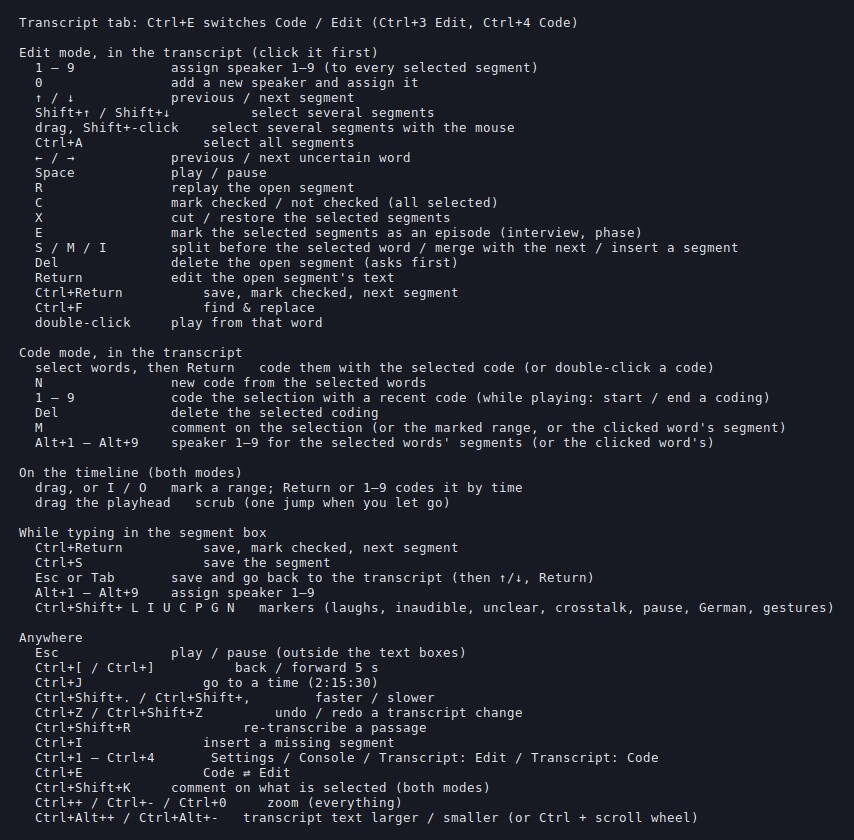 Transcript tab: Ctrl+E switches Code / Edit (Ctrl+3 Edit, Ctrl+4 Code)

Edit mode, in the transcript (click it first)
  1 – 9            assign speaker 1–9 (to every selected segment)
  0                add a new speaker and assign it
  ↑ / ↓            previous / next segment
  Shift+↑ / Shift+↓          select several segments
  drag, Shift+-click    select several segments with the mouse
  Ctrl+A               select all segments
  ← / →            previous / next uncertain word
  Space            play / pause
  R                replay the open segment
  C                mark checked / not checked (all selected)
  X                cut / restore the selected segments
  E                mark the selected segments as an episode (interview, phase)
  S / M / I        split before the selected word / merge with the next / insert a segment
  Del              delete the open segment (asks first)
  Return           edit the open segment's text
  Ctrl+Return          save, mark checked, next segment
  Ctrl+F               find & replace
  double-click     play from that word

Code mode, in the transcript
  select words, then Return   code them with the selected code (or double-click a code)
  N                new code from the selected words
  1 – 9            code the selection with a recent code (while playing: start / end a coding)
  Del              delete the selected coding
  M                comment on the selection (or the marked range, or the clicked word's segment)
  Alt+1 – Alt+9    speaker 1–9 for the selected words' segments (or the clicked word's)

On the timeline (both modes)
  drag, or I / O   mark a range; Return or 1–9 codes it by time
  drag the playhead   scrub (one jump when you let go)

While typing in the segment box
  Ctrl+Return          save, mark checked, next segment
  Ctrl+S               save the segment
  Esc or Tab       save and go back to the transcript (then ↑/↓, Return)
  Alt+1 – Alt+9    assign speaker 1–9
  Ctrl+Shift+ L I U C P G N   markers (laughs, inaudible, unclear, crosstalk, pause, German, gestures)

Anywhere
  Esc              play / pause (outside the text boxes)
  Ctrl+[ / Ctrl+]          back / forward 5 s
  Ctrl+J               go to a time (2:15:30)
  Ctrl+Shift+. / Ctrl+Shift+,        faster / slower
  Ctrl+Z / Ctrl+Shift+Z         undo / redo a transcript change
  Ctrl+Shift+R              re-transcribe a passage
  Ctrl+I               insert a missing segment
  Ctrl+1 – Ctrl+4       Settings / Console / Transcript: Edit / Transcript: Code
  Ctrl+E               Code ⇄ Edit
  Ctrl+Shift+K     comment on what is selected (both modes)
  Ctrl++ / Ctrl+- / Ctrl+0     zoom (everything)
  Ctrl+Alt++ / Ctrl+Alt+-   transcript text larger / smaller (or Ctrl + scroll wheel)